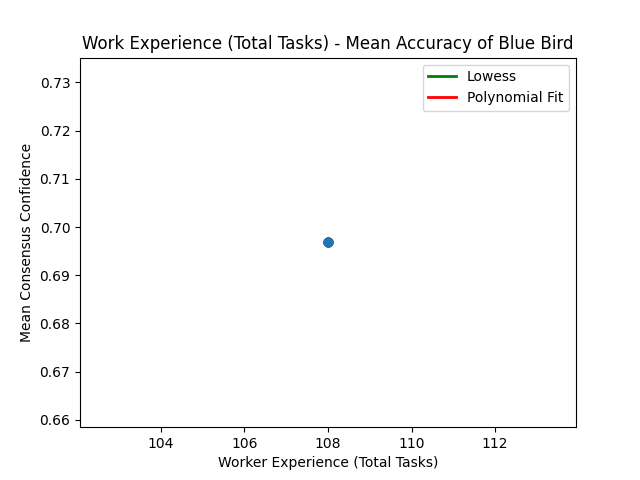 Work Experience (Total Tasks) - Mean Accuracy of Blue Bird
Lowess
Polynomial Fit
Mean Consensus Confidence
0.73
0.72
0.71
0.70
0.69
0.68
0.67
0.66
104 106 108 110 112
Worker Experience (Total Tasks)